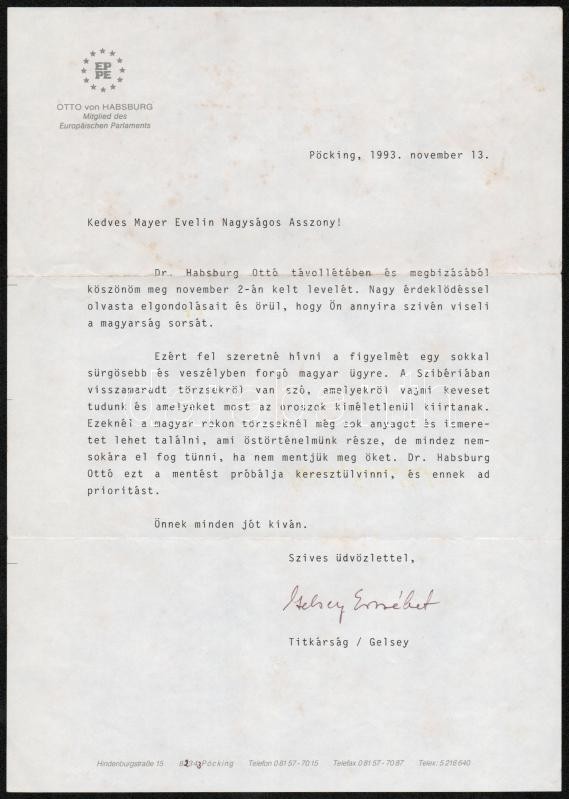 EP
PE
OTTO von HABSBURG
Mitglied des
Europäischen Parlaments
Pöcking, 1993. november 13.
Kedves Mayer Evelin Nagyságos Asszony!
Dr. Habsburg Ottó távollétében és megbizásából
köszönöm meg november 2-án kelt levelét. Nagy érdeklödéssel
olvasta elgondolásait és örül, hogy Ön annyira szivén viseli
a magyarság sorsát.
Ezért fel szeretné hívni a figyelmét egy sokkal
sürgösebb és veszélyben forgó magyar ügyre. A Szibériában
visszamaradt törzsekröl van szó, amelyekröl vajmi keveset
tudunk és amelyeket most az oroszok kiméletlenül kiirtanak.
Ezeknél a magyar rokon törzseknél még sok anyagot és ismere-
tet lehet találni, ami östörténelmünk része, de mindez nem-
sokára el fog tünni, ha nem mentjük meg öket. Dr. Habsburg
Ottó ezt a mentést próbálja keresztülvinni, és ennek ad
prioritást.
Önnek minden jót kiván.
Szives üdvözlettel,
Gelsey Erzsébet
Titkárság / Gelsey
Hindenburgstraße 15 Pöcking Telefon 0 81 57 - 70 15 Telefax 0 81 57 - 70 87 Telex: 5 216 640